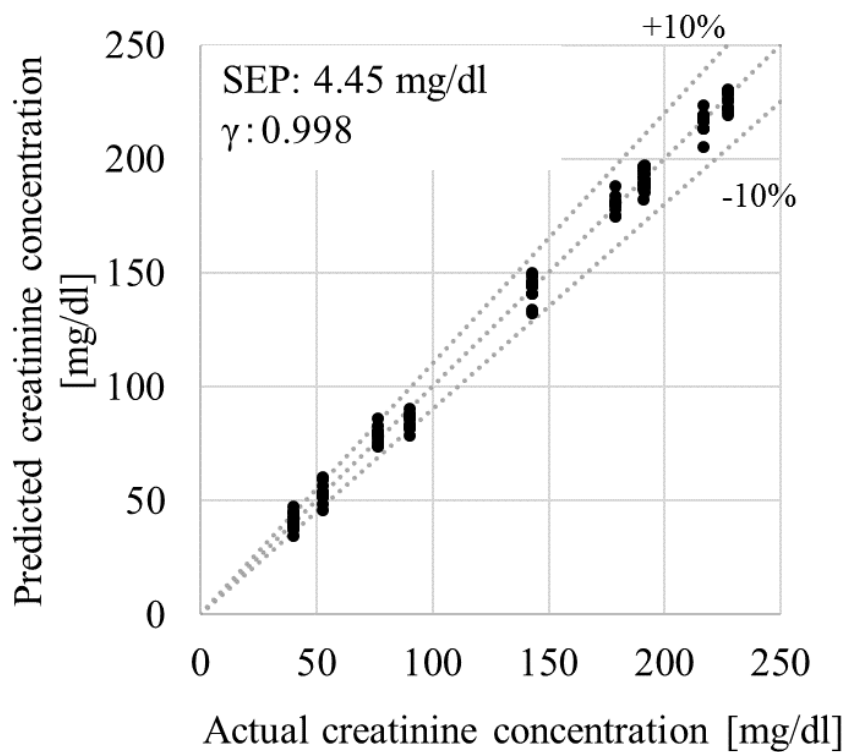 +10%
250
SEP: 4.45 mg/dl
γ: 0.998
200
-10%
150
100
50
0
Predicted creatinine concentration
[mg/dl]
0 50 100 150 200 250
Actual creatinine concentration [mg/dl]